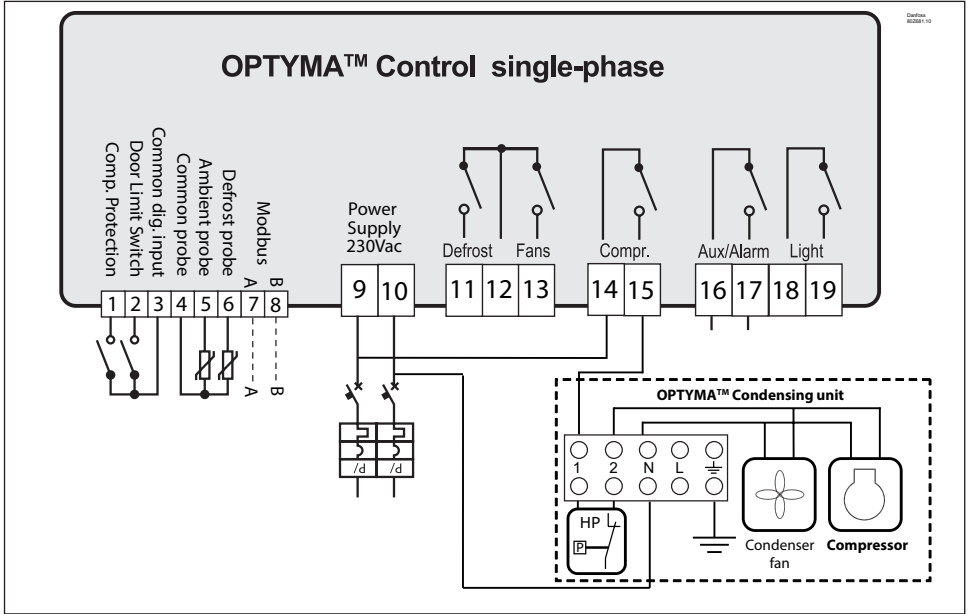 Danfoss
80Z881.10
OPTYMA™ Control single-phase
Comp. Protection
Door Limit Switch
Common dig. input
Common probe
Ambient probe
Defrost probe
Modbus
A
B
Power
Supply
230Vac
Defrost
Fans
Compr.
Aux/Alarm
Light
1 2 3 4 5 6 7 8
9 10
11 12 13
14 15
16 17 18 19
A
B
OPTYMA™ Condensing unit
1 2 N L
HP
P
Condenser
fan
Compressor